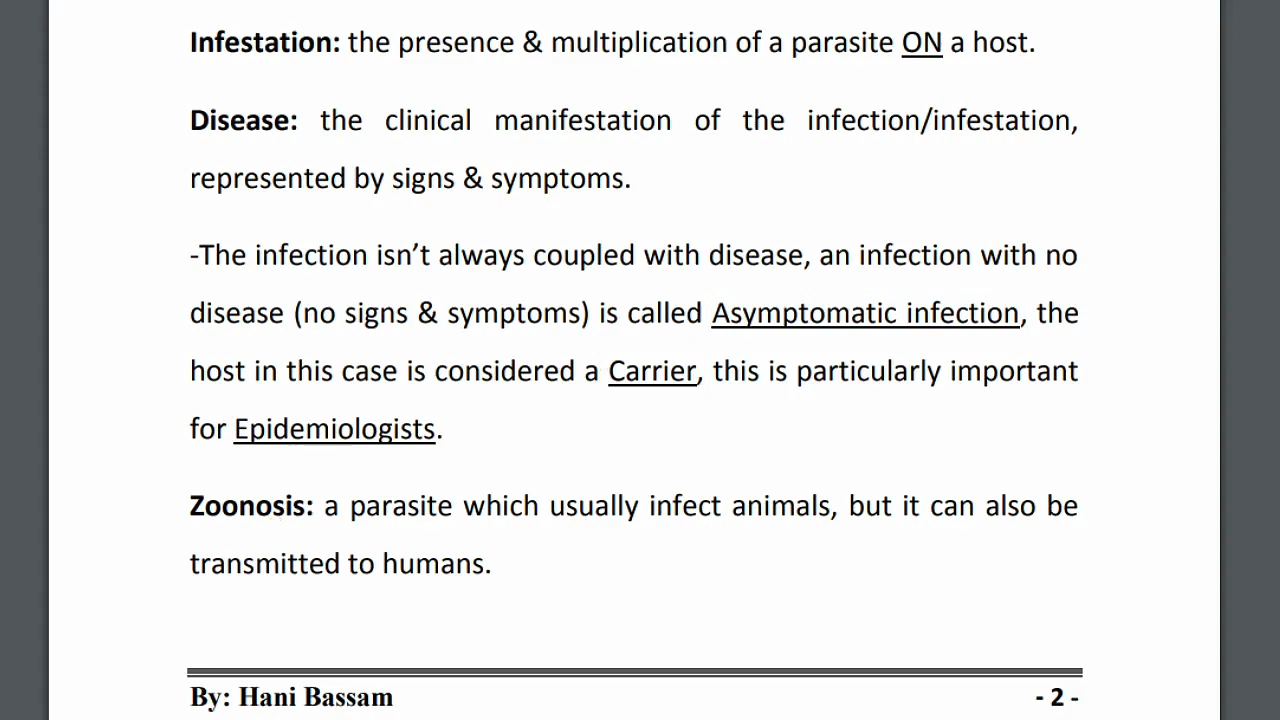 Infestation: the presence & multiplication of a parasite ON a host.
Disease: the clinical manifestation of the infection/infestation,
represented by signs & symptoms.
-The infection isn’t always coupled with disease, an infection with no
disease (no signs & symptoms) is called Asymptomatic infection, the
host in this case is considered a Carrier, this is particularly important
for Epidemiologists.
Zoonosis: a parasite which usually infect animals, but it can also be
transmitted to humans.
By: Hani Bassam - 2 -